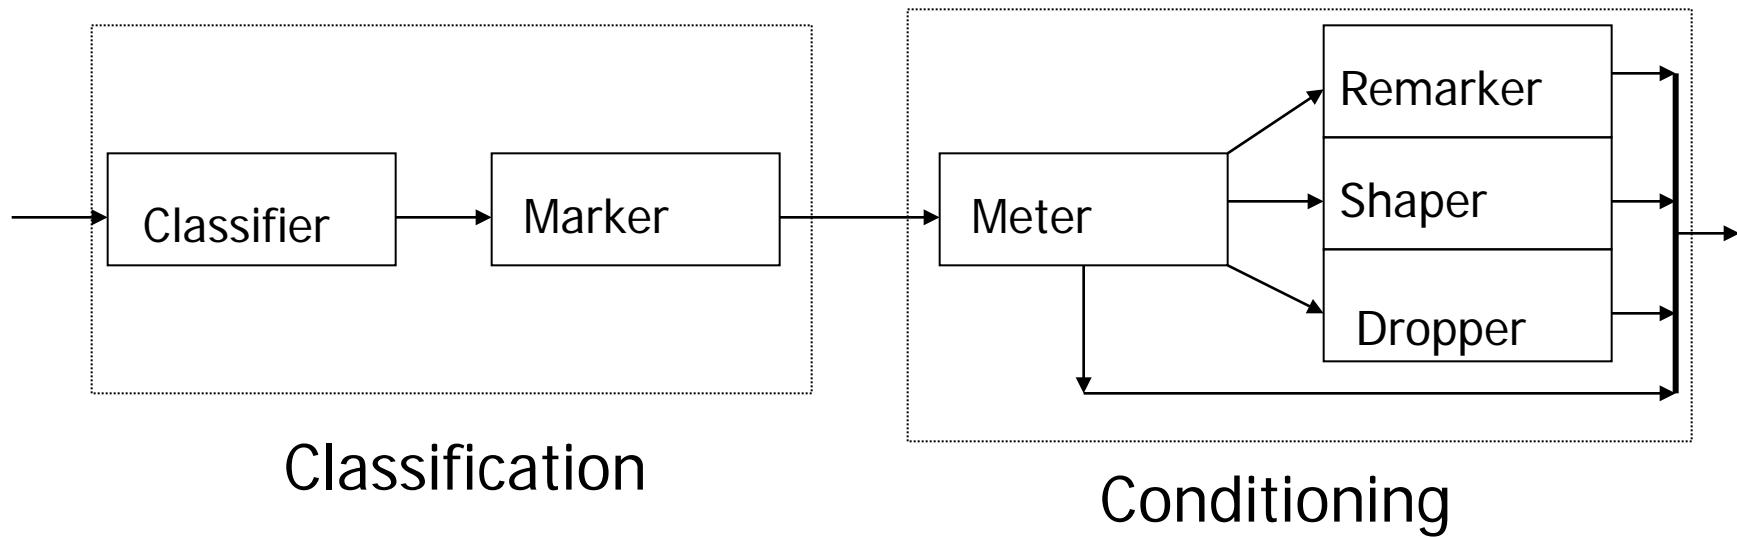 Classifier
Marker
Meter
Remarker
Shaper
Dropper
Classification
Conditioning